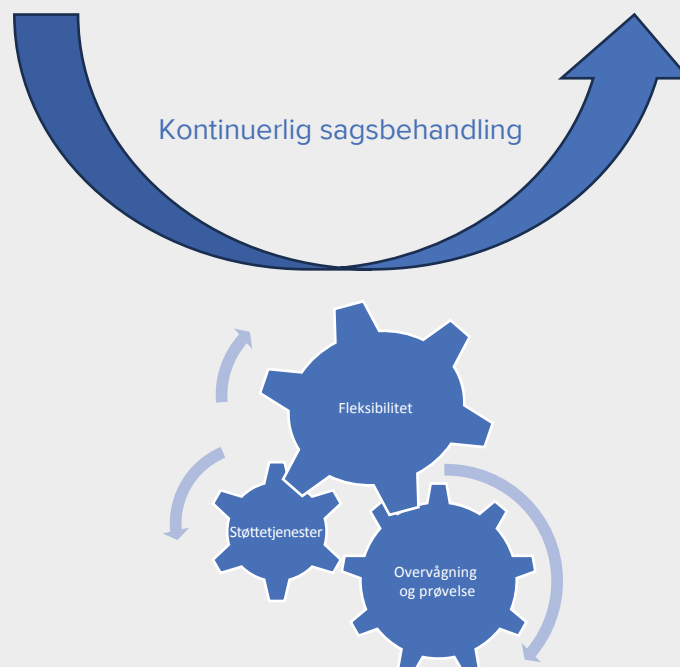 Kontinuerlig sagsbehandling
Fleksibilitet
Støttetjenester
Overvågning
og prøvelse